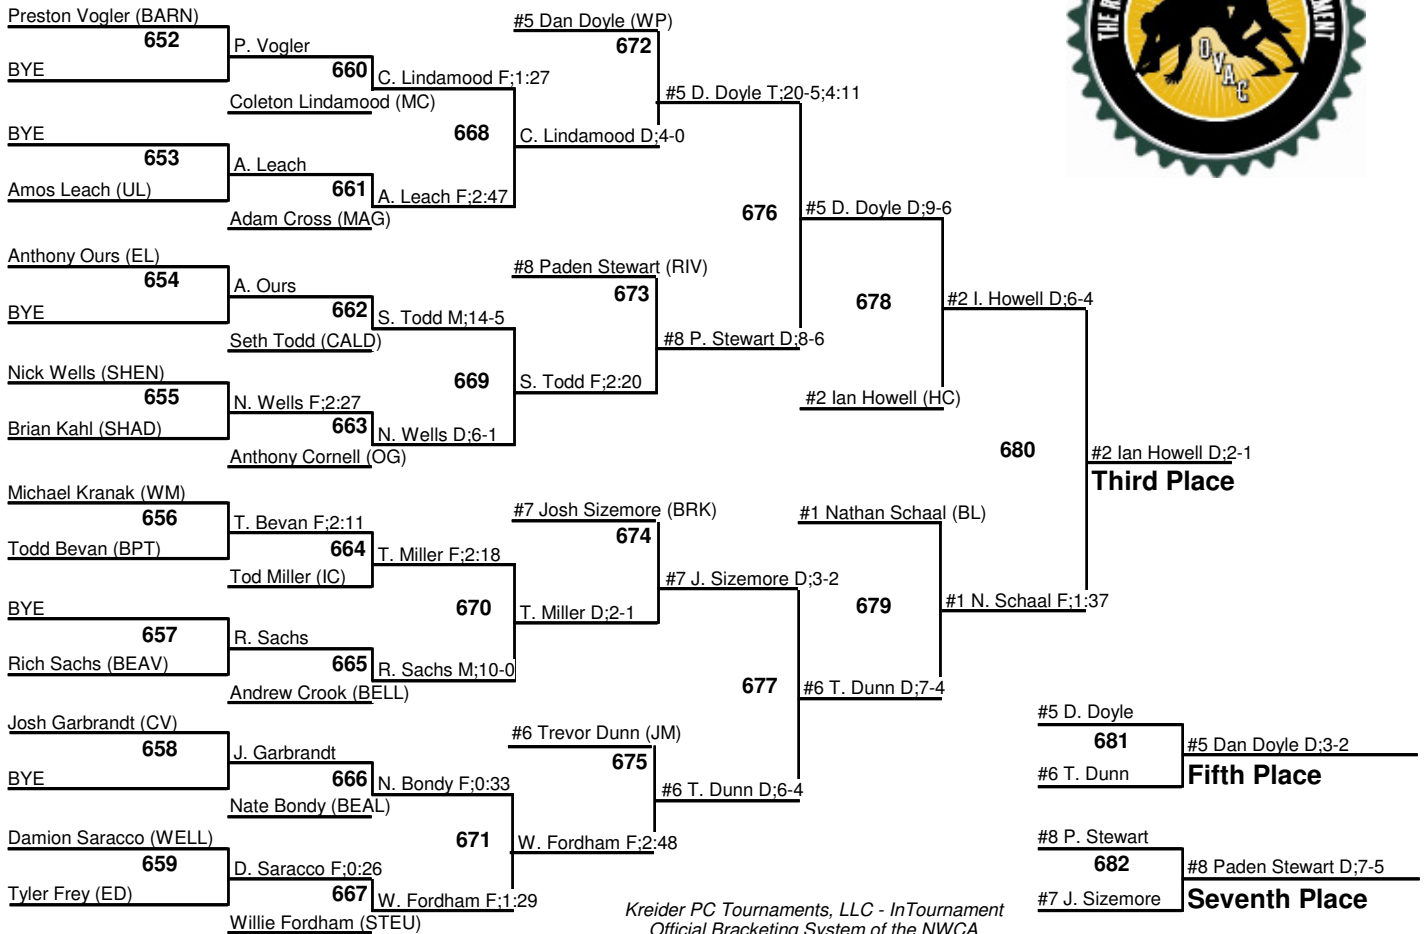 Preston Vogler (BARN)
652
BYE
P. Vogler
660
Coleton Lindamood (MC)
C. Lindamood F;1:27
BYE
653
Amos Leach (UL)
A. Leach
661
Adam Cross (MAG)
A. Leach F;2:47
668
C. Lindamood D;4-0
#5 Dan Doyle (WP)
672
#5 D. Doyle T;20-5;4:11
Anthony Ours (EL)
654
BYE
A. Ours
662
Seth Todd (CALD)
S. Todd M;14-5
Nick Wells (SHEN)
655
Brian Kahl (SHAD)
N. Wells F;2:27
663
Anthony Cornell (OG)
N. Wells D;6-1
669
S. Todd F;2:20
#8 Paden Stewart (RIV)
673
#8 P. Stewart D;8-6
676
#5 D. Doyle D;9-6
678
#2 Ian Howell (HC)
#2 I. Howell D;6-4
Michael Kranak (WM)
656
Todd Bevan (BPT)
T. Bevan F;2:11
664
Tod Miller (IC)
T. Miller F;2:18
BYE
657
Rich Sachs (BEAV)
R. Sachs
665
Andrew Crook (BELL)
R. Sachs M;10-0
670
T. Miller D;2-1
#7 Josh Sizemore (BRK)
674
#7 J. Sizemore D;3-2
Josh Garbrandt (CV)
658
BYE
J. Garbrandt
666
Nate Bondy (BEAL)
N. Bondy F;0:33
Damion Saracco (WELL)
659
Tyler Frey (ED)
D. Saracco F;0:26
667
Willie Fordham (STEU)
W. Fordham F;1:29
671
W. Fordham F;2:48
#6 Trevor Dunn (JM)
675
#6 T. Dunn D;6-4
677
#6 T. Dunn D;7-4
#1 Nathan Schaal (BL)
679
#1 N. Schaal F;1:37
680
#2 Ian Howell D;2-1
Third Place
#5 D. Doyle
681
#6 T. Dunn
#5 Dan Doyle D;3-2
Fifth Place
#8 P. Stewart
682
#7 J. Sizemore
#8 Paden Stewart D;7-5
Seventh Place
Kreider PC Tournaments, LLC - InTournament
Official Bracketing System of the NWCA
OVAC